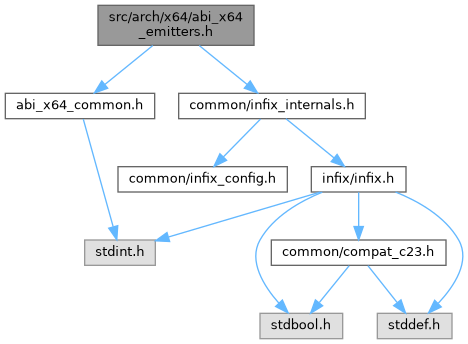 src/arch/x64/abi_x64
_emitters.h
abi_x64_common.h
common/infix_internals.h
common/infix_config.h
infix/infix.h
stdint.h
common/compat_c23.h
stdbool.h
stddef.h